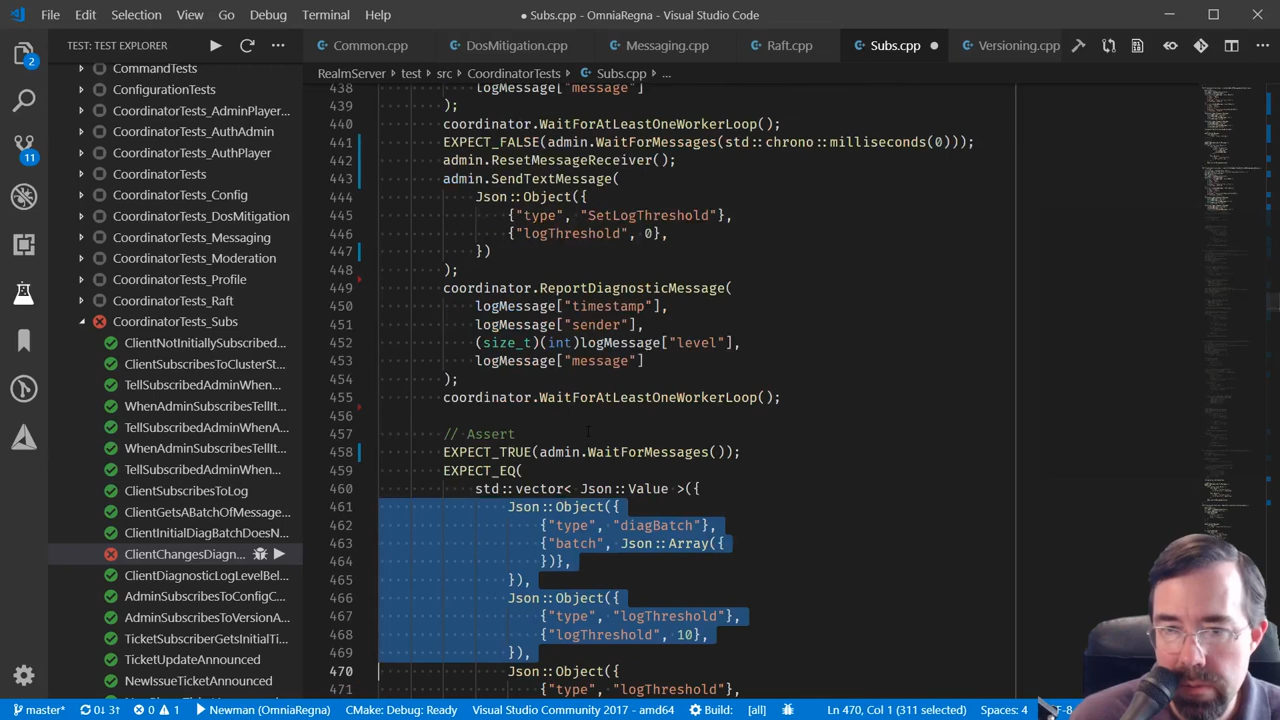 File Edit Selection View Go Debug Terminal Help
● Subs.cpp - OmniaRegna - Visual Studio Code
TEST: TEST EXPLORER
Common.cpp
DosMitigation.cpp
Messaging.cpp
Raft.cpp
Subs.cpp
Versioning.cpp
RealmServer › test › src › CoordinatorTests › Subs.cpp › ...
2
11
CommandTests
ConfigurationTests
CoordinatorTests_AdminPlayer...
CoordinatorTests_AuthAdmin
CoordinatorTests_AuthPlayer
CoordinatorTests
CoordinatorTests_Config
CoordinatorTests_DosMitigation
CoordinatorTests_Messaging
CoordinatorTests_Moderation
CoordinatorTests_Profile
CoordinatorTests_Raft
CoordinatorTests_Subs
ClientNotInitiallySubscribed...
ClientSubscribesToClusterSt...
TellSubscribedAdminWhen...
WhenAdminSubscribesTellIt...
TellSubscribedAdminWhenA...
WhenAdminSubscribesTellIt...
ClientSubscribesToLog
ClientGetsABatchOfMessage...
ClientInitialDiagBatchDoesN...
ClientChangesDiagn...
ClientDiagnosticLogLevelBel...
AdminSubscribesToConfigC...
AdminSubscribesToVersionA...
TicketSubscriberGetsInitialTi...
TicketUpdateAnnounced
NewIssueTicketAnnounced
438 logMessage["message"]
439 );
440 coordinator.WaitForAtLeastOneWorkerLoop();
441 EXPECT_FALSE(admin.WaitForMessages(std::chrono::milliseconds(0)));
442 admin.ResetMessageReceiver();
443 admin.SendTextMessage(
444 Json::Object({
445 {"type", "SetLogThreshold"},
446 {"logThreshold", 0},
447 })
448 );
449 coordinator.ReportDiagnosticMessage(
450 logMessage["timestamp"],
451 logMessage["sender"],
452 (size_t)(int)logMessage["level"],
453 logMessage["message"]
454 );
455 coordinator.WaitForAtLeastOneWorkerLoop();
456
457 // Assert
458 EXPECT_TRUE(admin.WaitForMessages());
459 EXPECT_EQ(
460 std::vector< Json::Value >({
461 Json::Object({
462 {"type", "diagBatch"},
463 {"batch", Json::Array({
464 })},
465 }),
466 Json::Object({
467 {"type", "logThreshold"},
468 {"logThreshold", 10},
469 }),
470 Json::Object({
471 {"type", "logThreshold"},
master* 0↓ 3↑ 0 1 Newman (OmniaRegna) CMake: Debug: Ready Visual Studio Community 2017 - amd64 Build: [all] Ln 470, Col 1 (311 selected) Spaces: 4